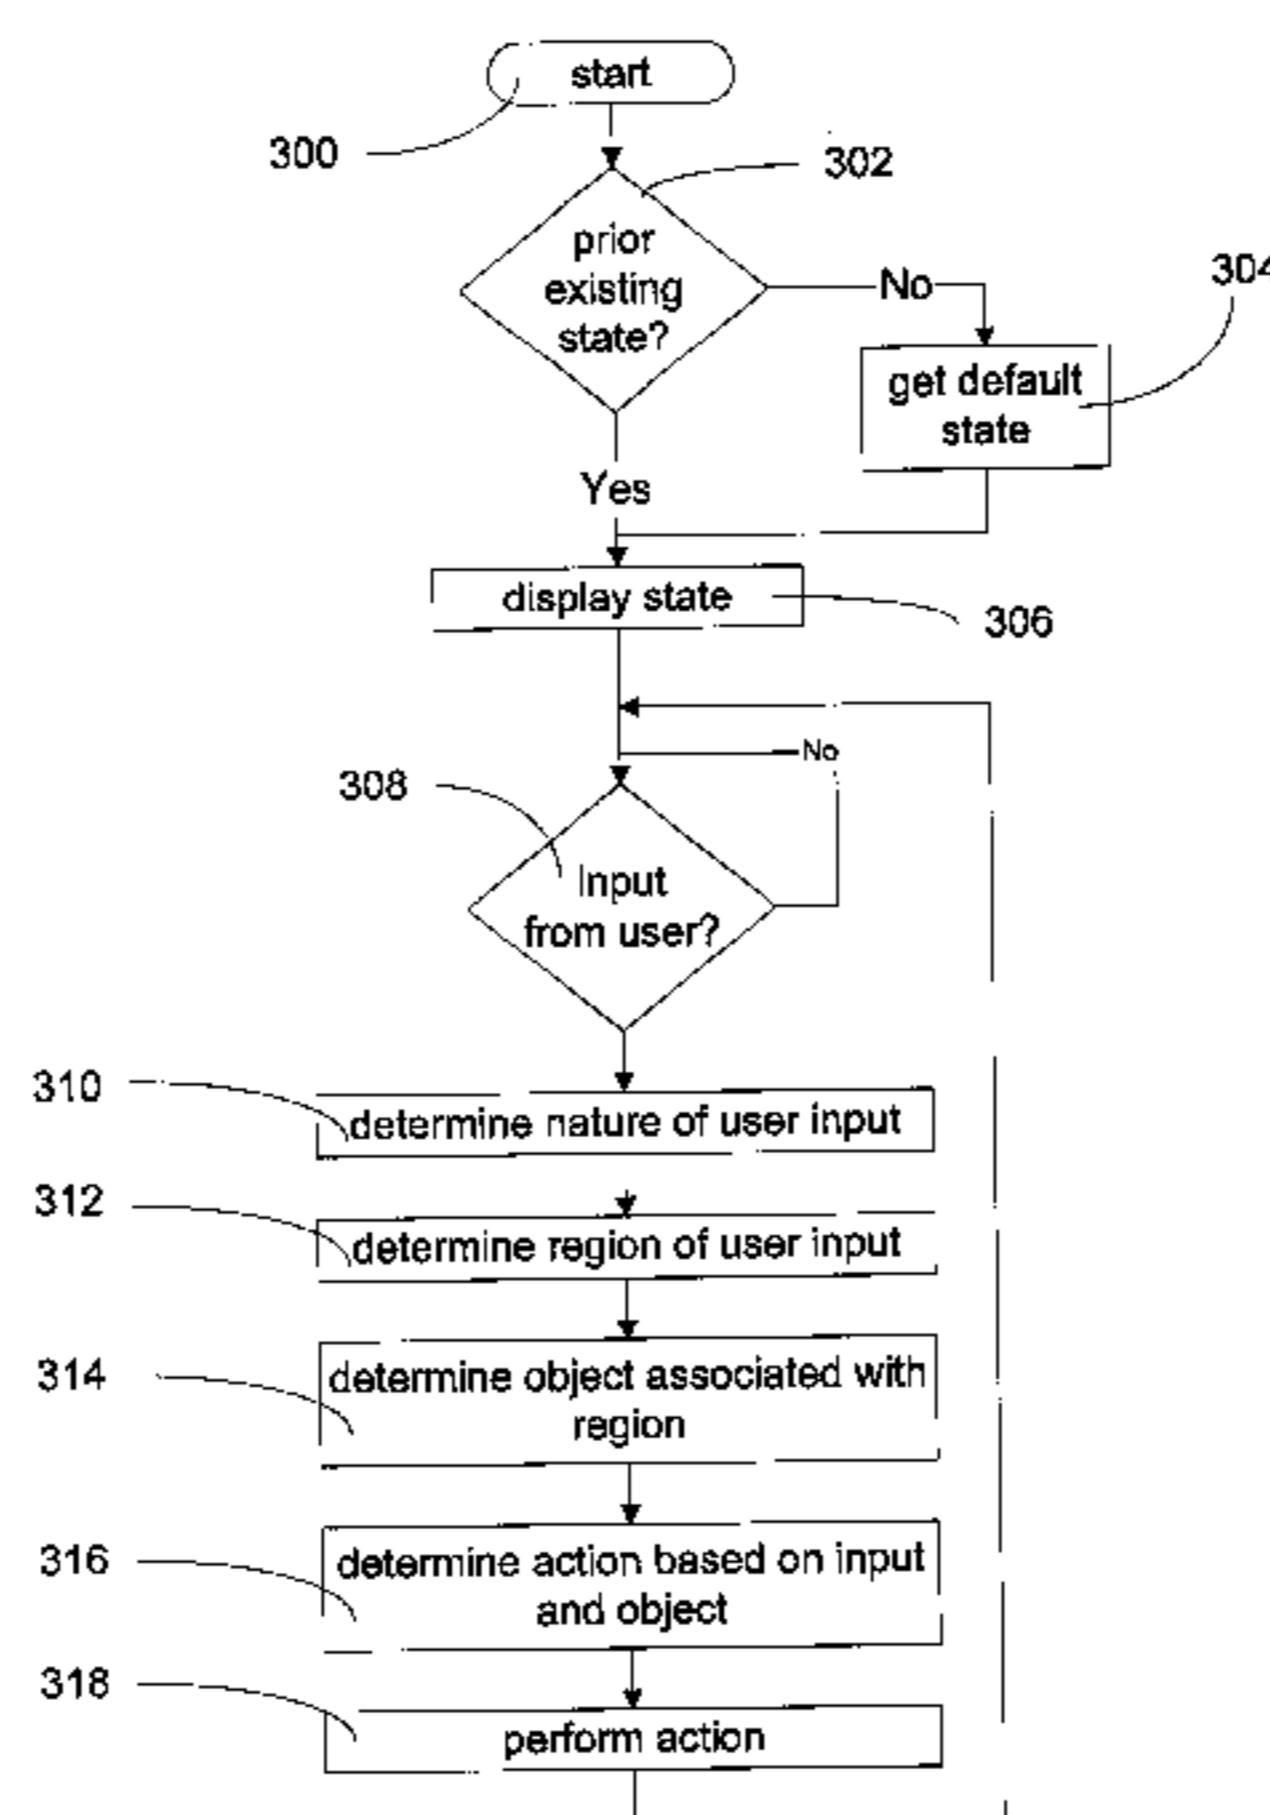 start
300
302
prior
existing
state?
No
304
get default
state
Yes
display state
306
No
308
Input
from user?
310
determine nature of user input
312
determine region of user input
314
determine object associated with
region
316
determine action based on input
and object
318
perform action